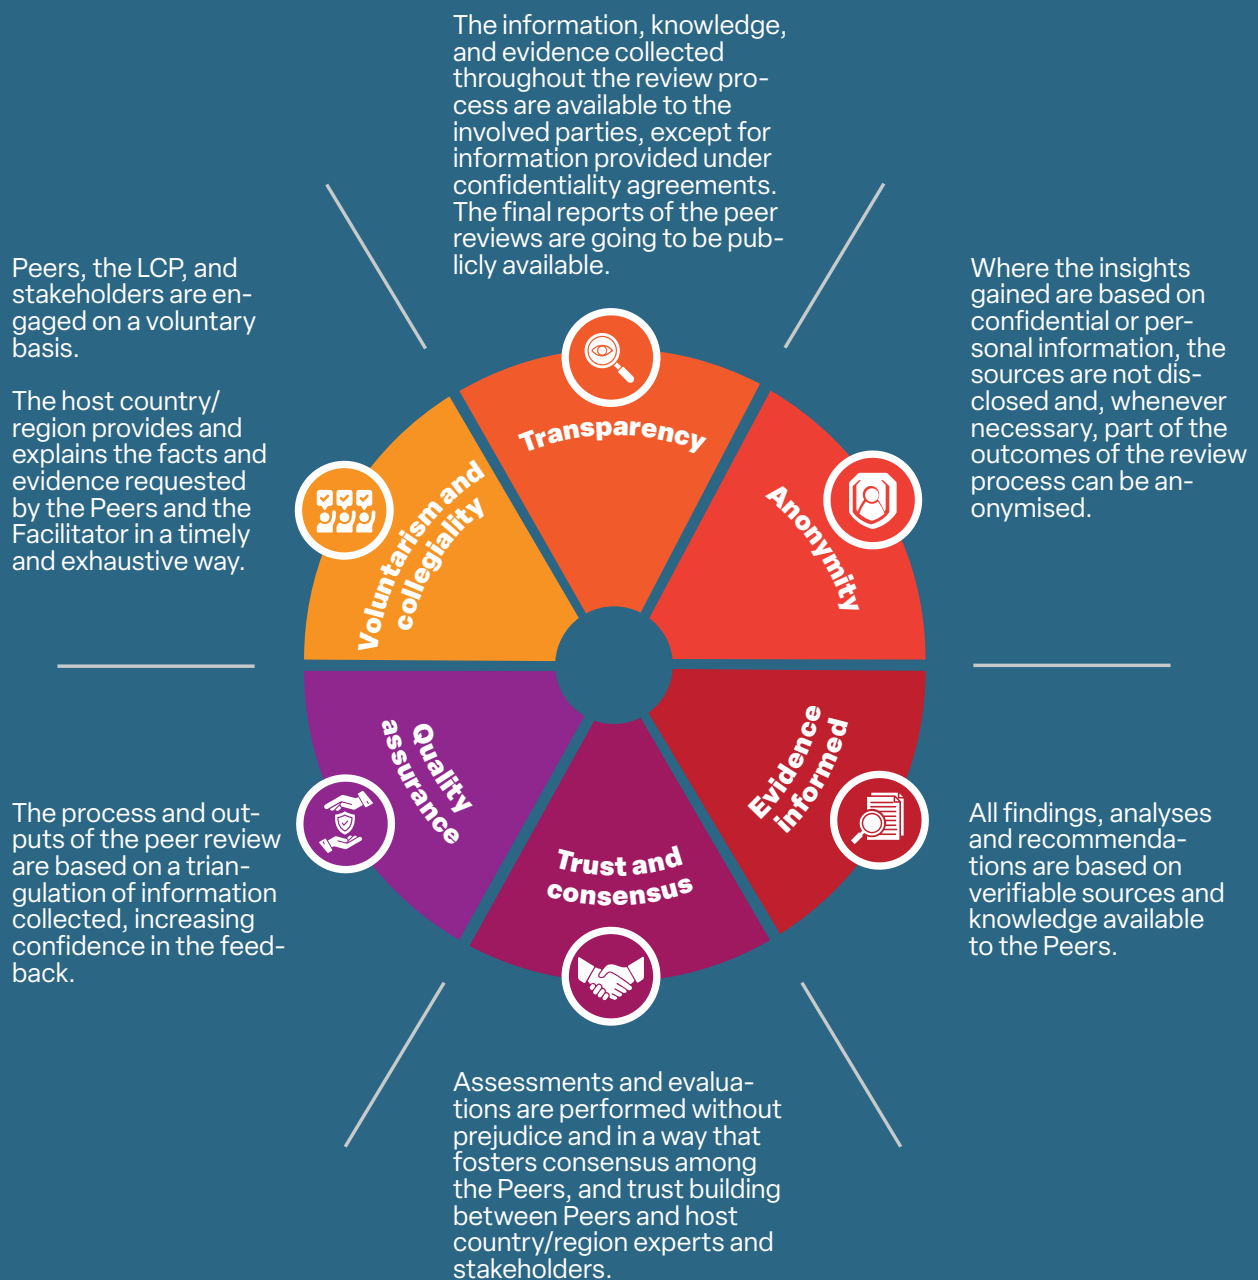 The information, knowledge,
and evidence collected
throughout the review pro-
cess are available to the
involved parties, except for
information provided under
confidentiality agreements.
The final reports of the peer
reviews are going to be pub-
licly available.
Peers, the LCP, and
stakeholders are en-
gaged on a voluntary
basis.
The host country/
region provides and
explains the facts and
evidence requested
by the Peers and the
Facilitator in a timely
and exhaustive way.
Where the insights
gained are based on
confidential or per-
sonal information, the
sources are not dis-
closed and, whenever
necessary, part of the
outcomes of the review
process can be an-
onymised.
Transparency
Voluntarism and
collegiality
Anonymity
Quality
assurance
Evidence
informed
Trust and
consensus
The process and out-
puts of the peer review
are based on a trian-
gulation of information
collected, increasing
confidence in the feed-
back.
All findings, analyses
and recommenda-
tions are based on
verifiable sources and
knowledge available
to the Peers.
Assessments and evalua-
tions are performed without
prejudice and in a way that
fosters consensus among
the Peers, and trust building
between Peers and host
country/region experts and
stakeholders.